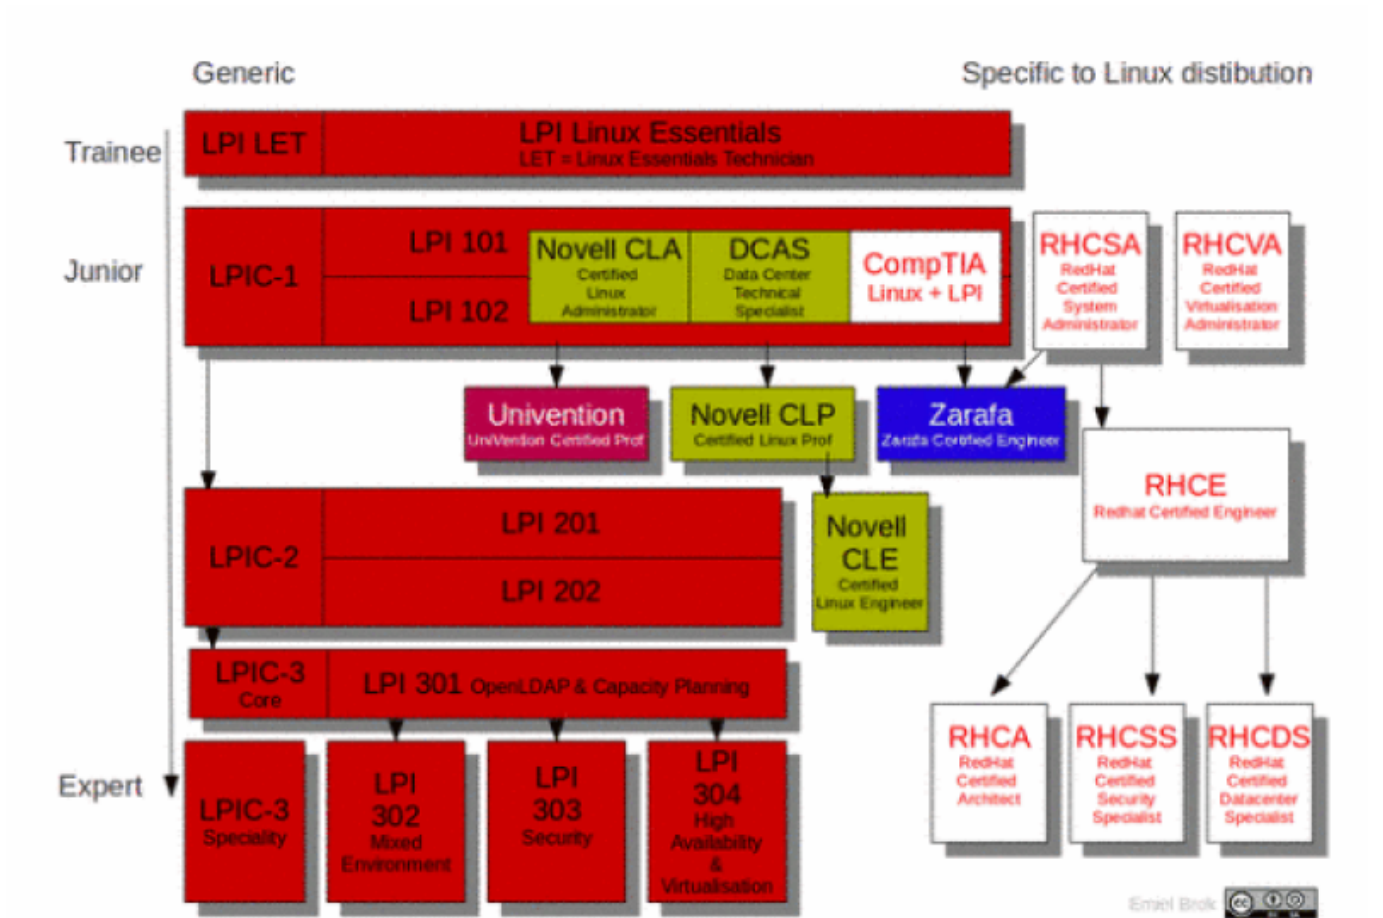 Generic
Specific to Linux distibution
Trainee
LPI LET
LPI Linux Essentials
LET = Linux Essentials Technician
Junior
LPIC-1
LPI 101
LPI 102
Novell CLA
Certified
Linux
Administrator
DCAS
Data Center
Technical
Specialist
CompTIA
Linux + LPI
RHCSA
RedHat
Certified
System
Administrator
RHCVA
RedHat
Certified
Virtualisation
Administrator
Univention
UniVention Certified Prof
Novell CLP
Certified Linux Prof
Zarafa
Zarafa Certified Engineer
RHCE
Redhat Certified Engineer
LPIC-2
LPI 201
LPI 202
Novell
CLE
Certified
Linux Engineer
LPIC-3
Core
LPI 301 OpenLDAP & Capacity Planning
Expert
LPIC-3
Speciality
LPI
302
Mixed
Environment
LPI
303
Security
LPI
304
High
Availability
&
Virtualisation
RHCA
RedHat
Certified
Architect
RHCSS
RedHat
Certified
Security
Specialist
RHCDS
RedHat
Certified
Datacenter
Specialist
Emiel Brok
cc